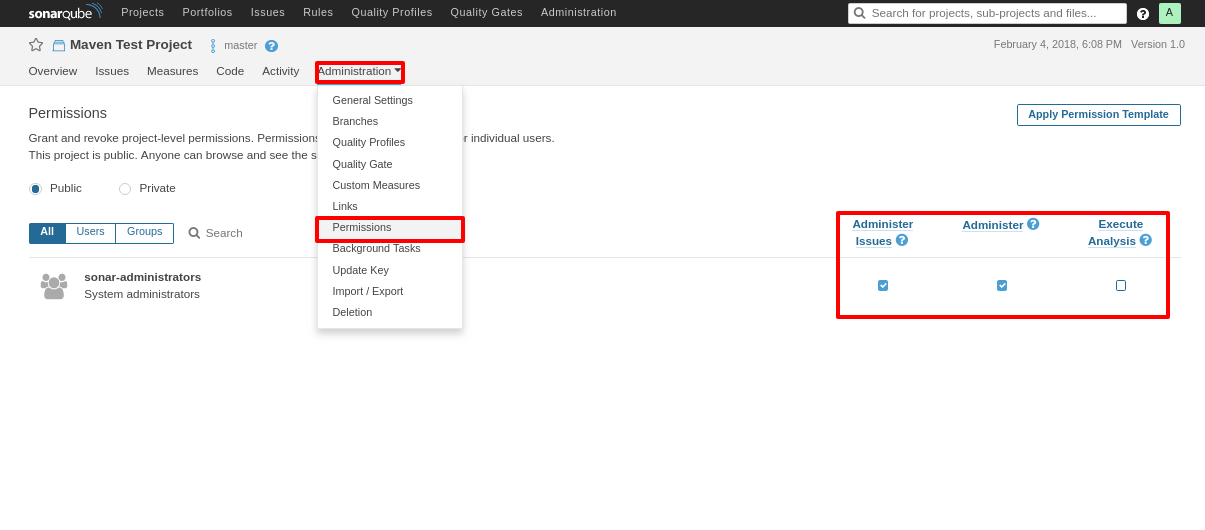 sonarqube Projects Portfolios Issues Rules Quality Profiles Quality Gates Administration Search for projects, sub-projects and files... ? A
Maven Test Project master ? February 4, 2018, 6:08 PM Version 1.0
Overview Issues Measures Code Activity Administration
General Settings
Branches
Quality Profiles
Quality Gate
Custom Measures
Links
Permissions
Background Tasks
Update Key
Import / Export
Deletion
Permissions
Apply Permission Template
Grant and revoke project-level permissions. Permissions r individual users.
This project is public. Anyone can browse and see the s
Public Private
All Users Groups Search
Administer Issues ?
Administer ?
Execute Analysis ?
sonar-administrators
System administrators